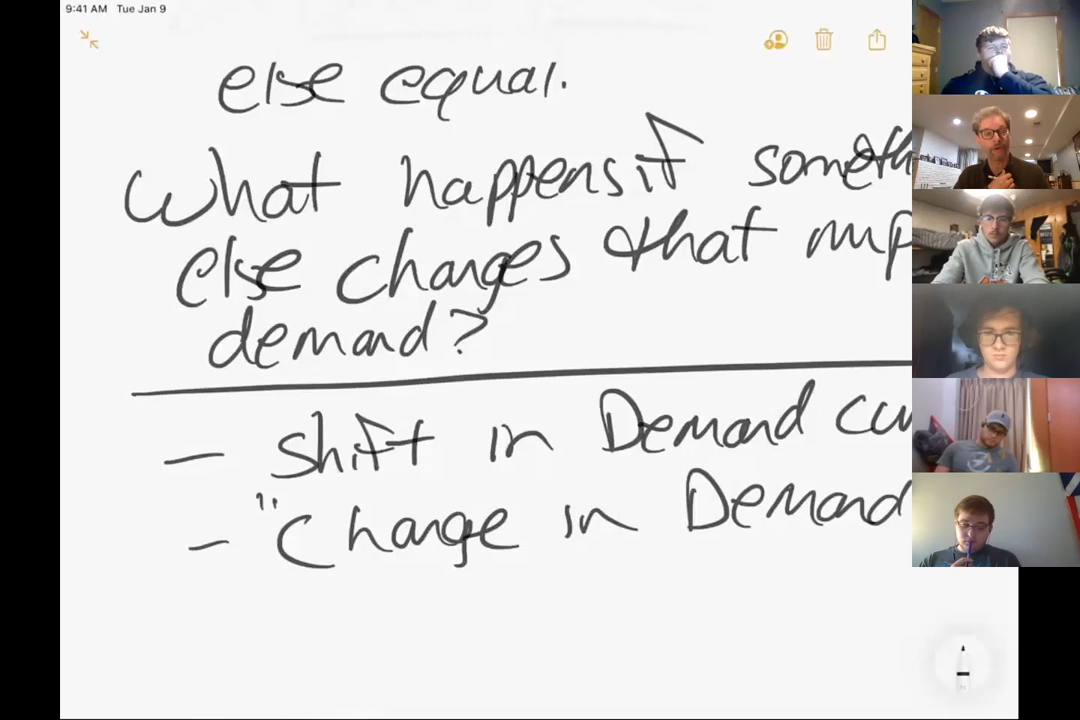 9:41 AM Tue Jan 9
else equal.
What happens if someth
else changes that imp
demand?
- shift in Demand cur
- "Change in Demand